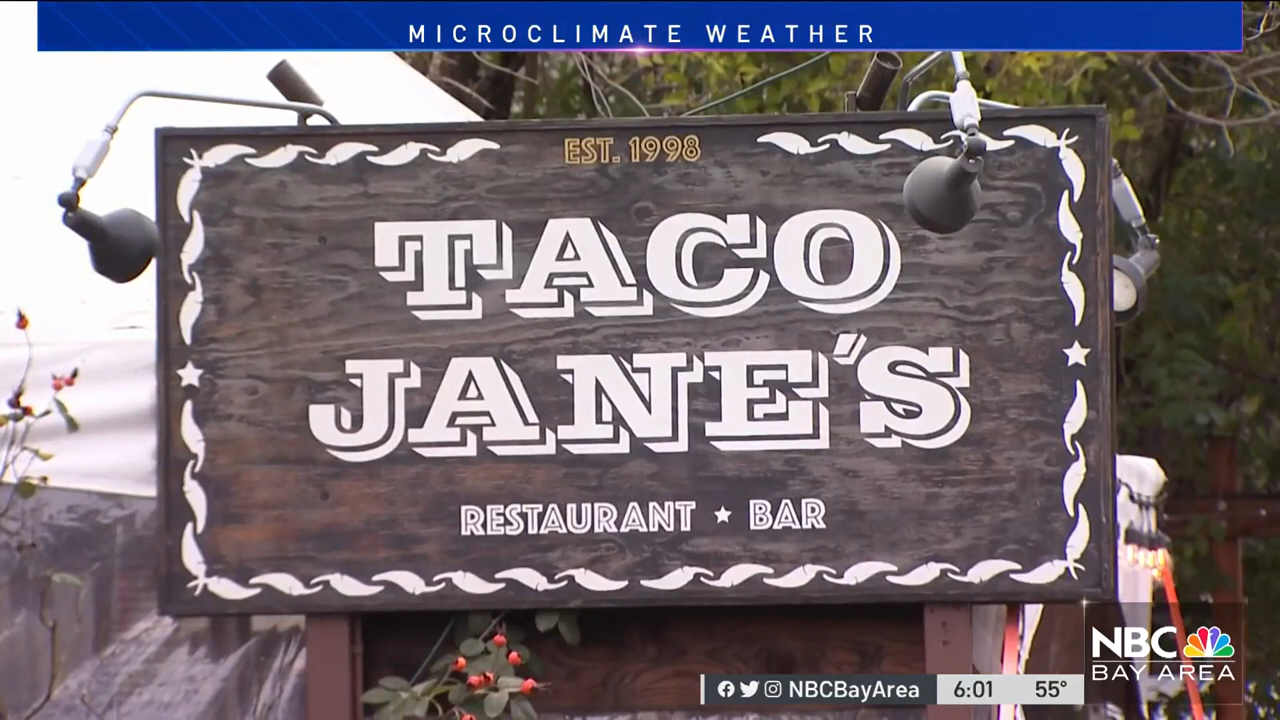 MICROCLIMATE WEATHER
EST. 1998
TACO
JANE'S
RESTAURANT ★ BAR
NBCBayArea 6:01 55°
NBC
BAY AREA